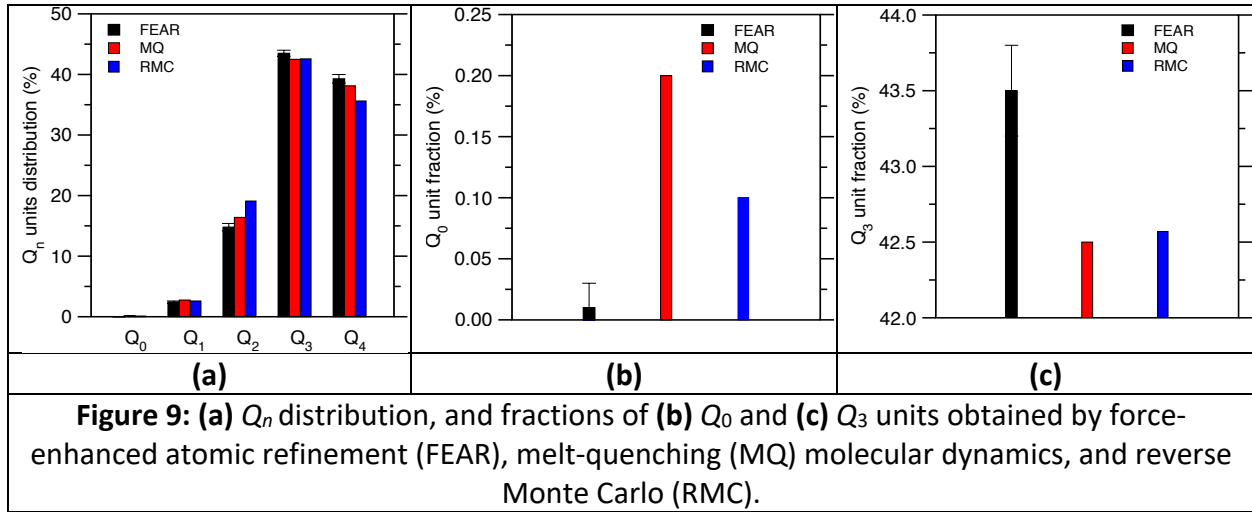 50
40
30
20
10
0
Qn units distribution (%)
FEAR
MQ
RMC
Q0 Q1 Q2 Q3 Q4
0.25
0.20
0.15
0.10
0.05
0.00
Q0 unit fraction (%)
FEAR
MQ
RMC
44.0
43.5
43.0
42.5
42.0
Q3 unit fraction (%)
FEAR
MQ
RMC
(a) (b) (c)
Figure 9: (a) Qn distribution, and fractions of (b) Q0 and (c) Q3 units obtained by force-
enhanced atomic refinement (FEAR), melt-quenching (MQ) molecular dynamics, and reverse
Monte Carlo (RMC).